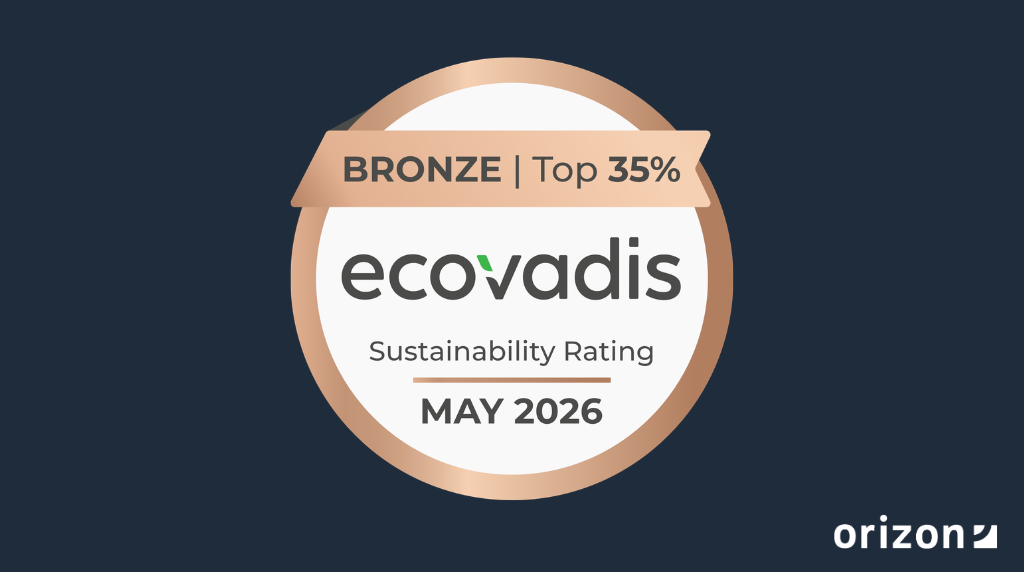 BRONZE | Top 35%
ecovadis
Sustainability Rating
MAY 2026
orizon